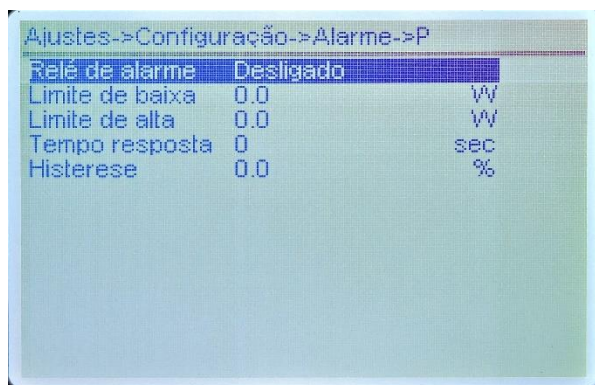 Ajustes->Configuração->Alarme->P
Relé de alarme Desligado
Limite de baixa 0.0 W
Limite de alta 0.0 W
Tempo resposta 0 sec
Histerese 0.0 %